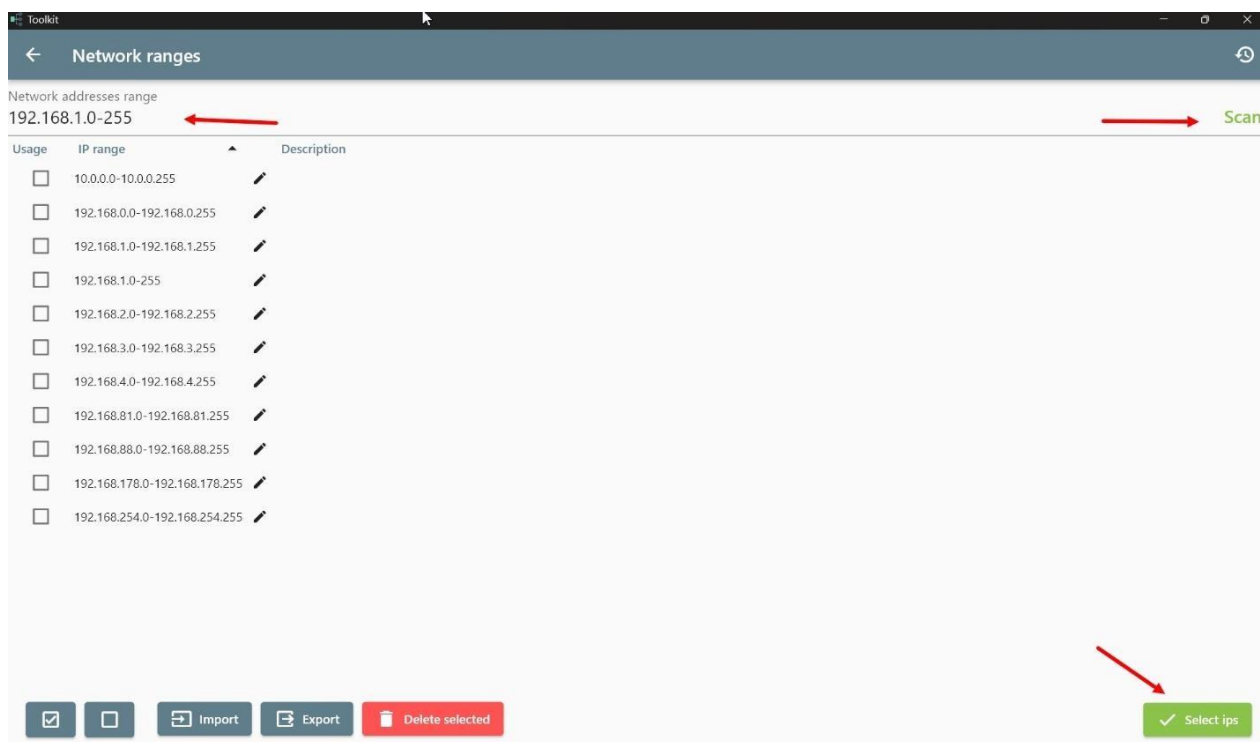 Toolkit
Network ranges
Network addresses range
192.168.1.0-255
Scan
Usage IP range Description
10.0.0.0-10.0.0.255
192.168.0.0-192.168.0.255
192.168.1.0-192.168.1.255
192.168.1.0-255
192.168.2.0-192.168.2.255
192.168.3.0-192.168.3.255
192.168.4.0-192.168.4.255
192.168.81.0-192.168.81.255
192.168.88.0-192.168.88.255
192.168.178.0-192.168.178.255
192.168.254.0-192.168.254.255
Import Export Delete selected Select ips